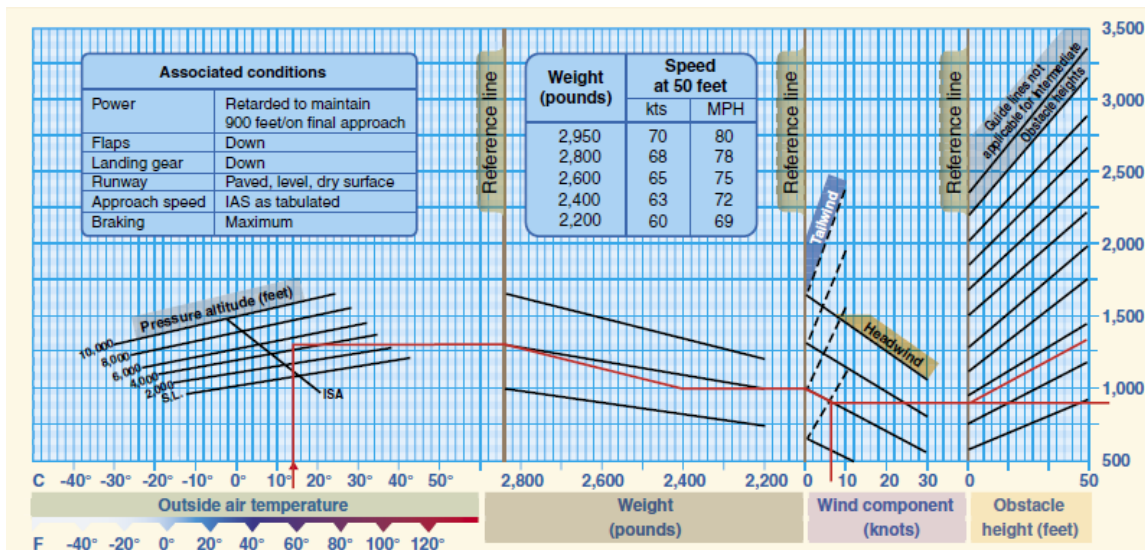 3,500
3,000
2,500
2,000
1,500
1,000
500
Associated conditions
Power Retarded to maintain
900 feet/on final approach
Flaps Down
Landing gear Down
Runway Paved, level, dry surface
Approach speed IAS as tabulated
Braking Maximum
Reference line
Weight
(pounds)
Speed
at 50 feet
kts MPH
2,950 70 80
2,800 68 78
2,600 65 75
2,400 63 72
2,200 60 69
Reference line
Reference line
Guide lines not
applicable for intermediate
Obstacle heights
Tailwind
Headwind
Pressure altitude (feet)
10,000
8,000
6,000
4,000
2,000
S.L.
ISA
C -40° -30° -20° -10° 0° 10° 20° 30° 40° 50°
2,800 2,600 2,400 2,200
0 10 20 30
0 50
Outside air temperature
F -40° -20° 0° 20° 40° 60° 80° 100° 120°
Weight
(pounds)
Wind component
(knots)
Obstacle
height (feet)